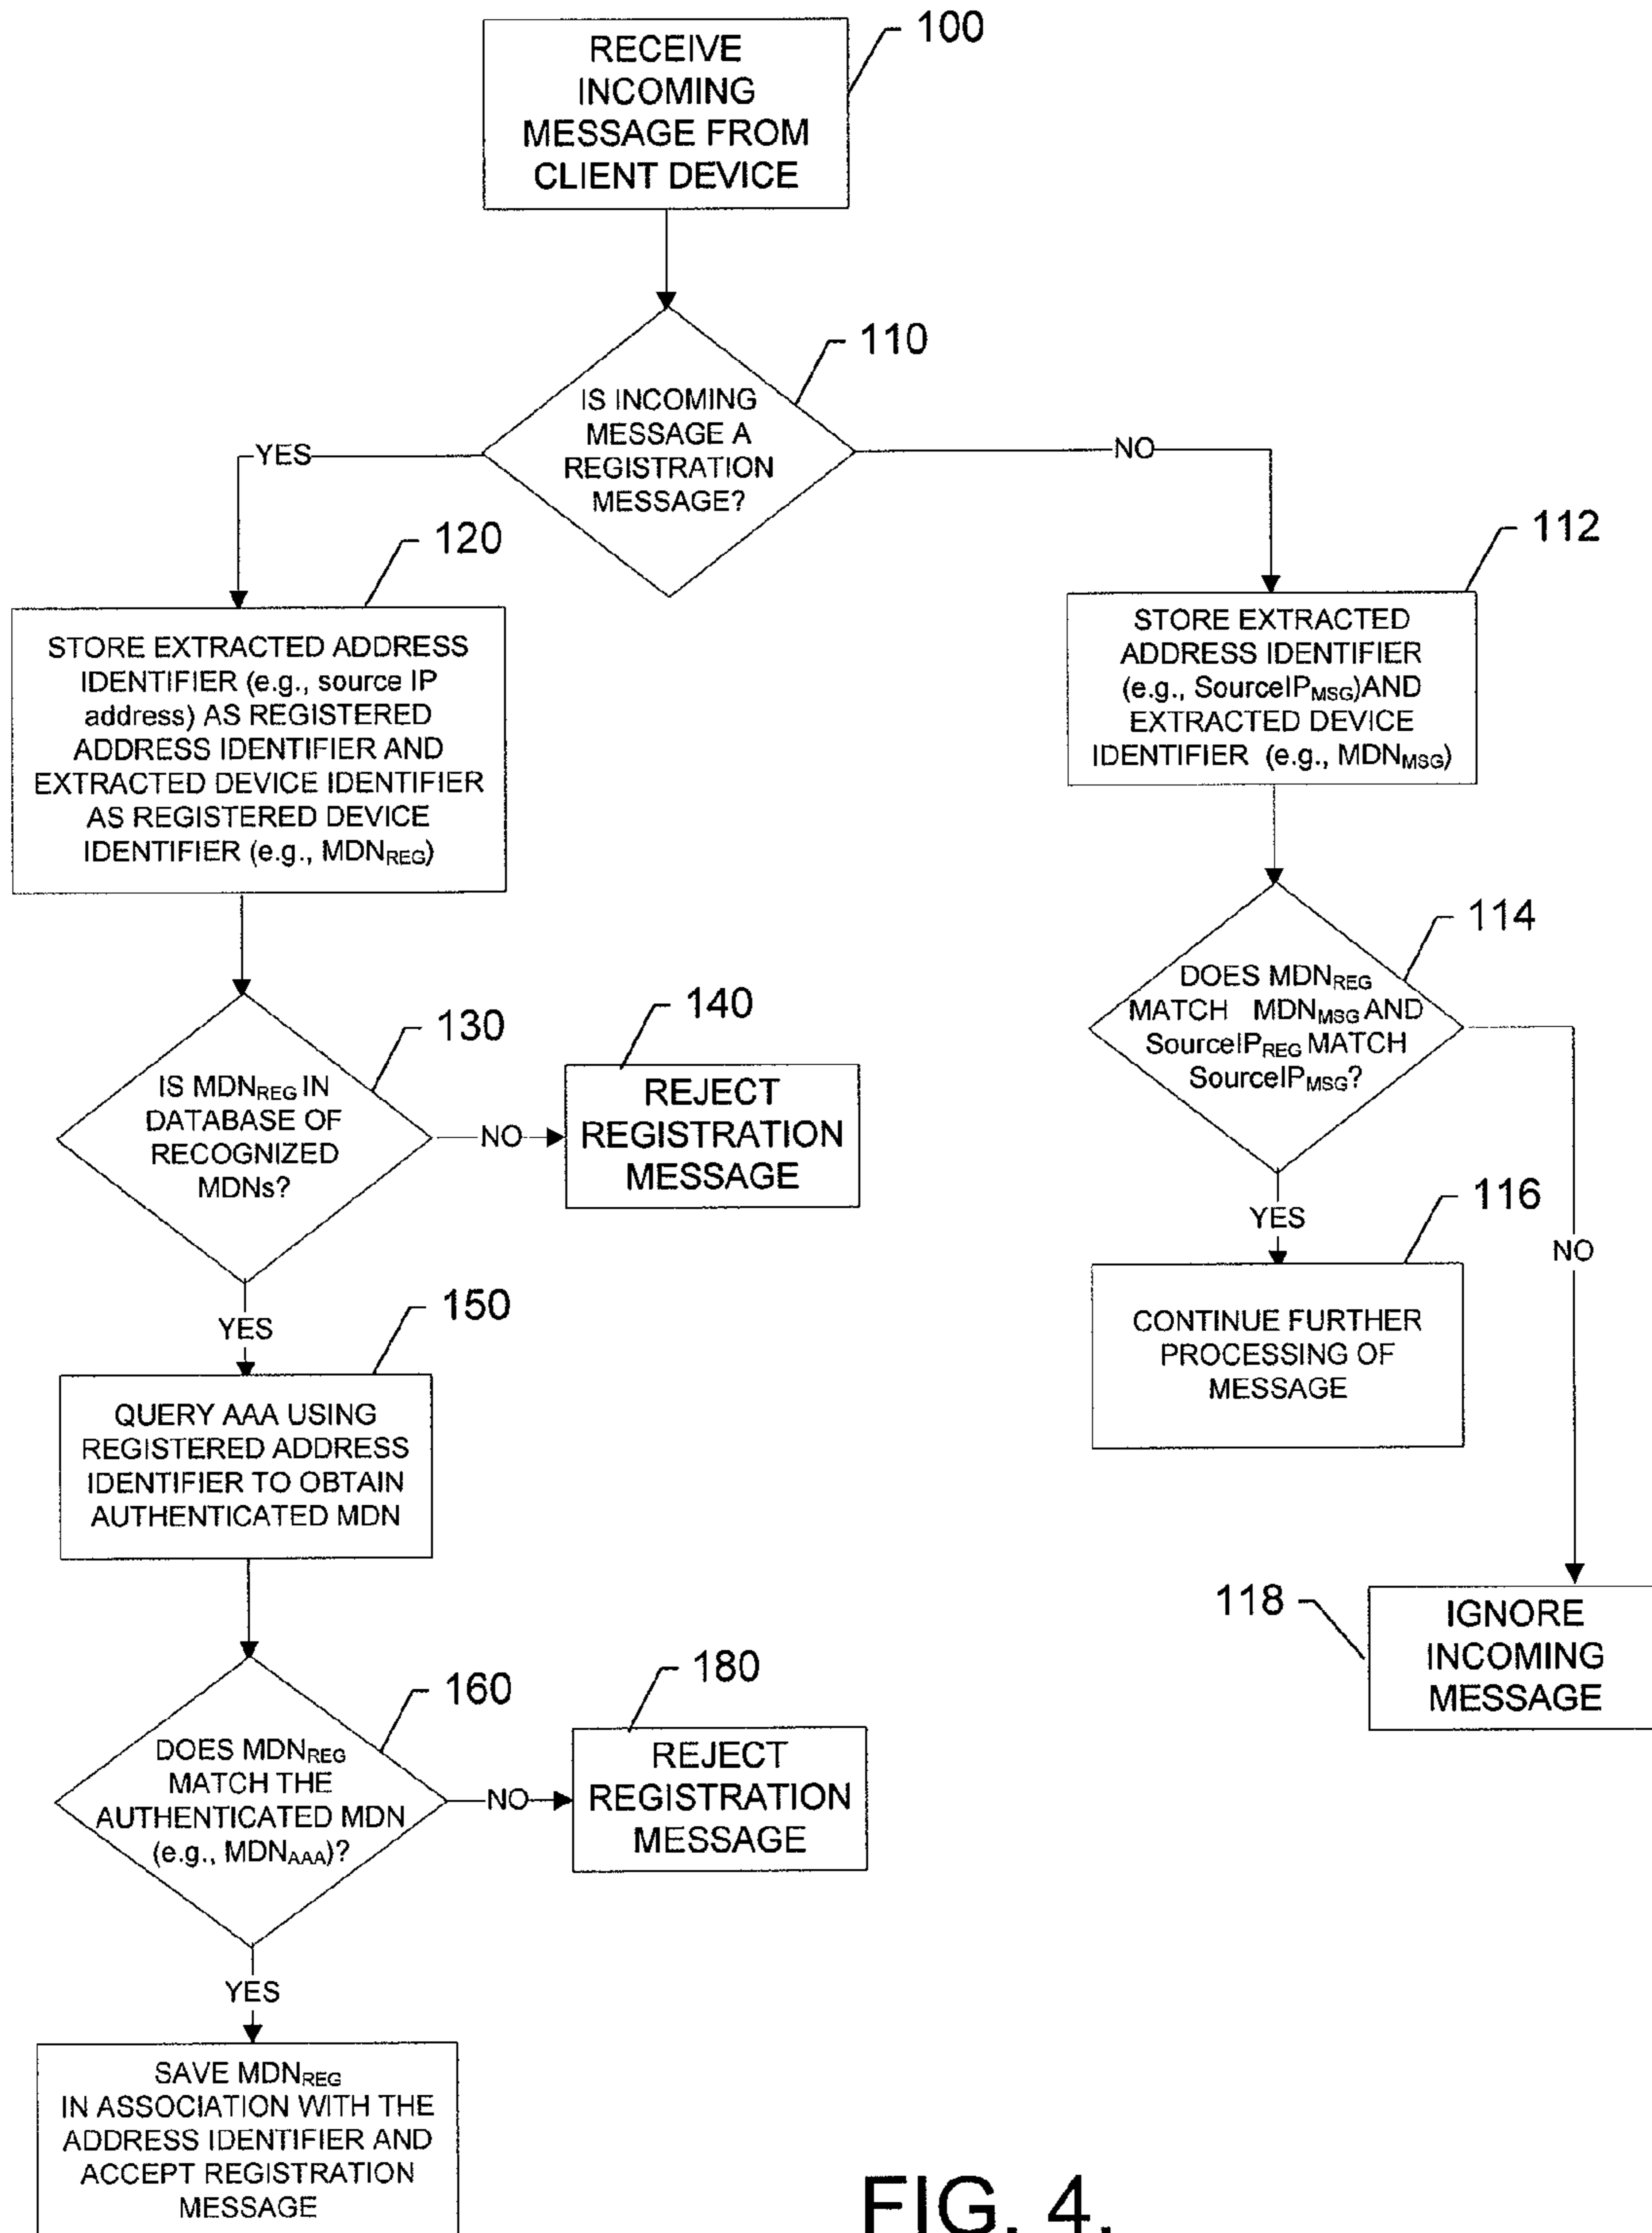 100
RECEIVE
INCOMING
MESSAGE FROM
CLIENT DEVICE
110
IS INCOMING
MESSAGE A
REGISTRATION
MESSAGE?
YES
NO
120
STORE EXTRACTED ADDRESS
IDENTIFIER (e.g., source IP
address) AS REGISTERED
ADDRESS IDENTIFIER AND
EXTRACTED DEVICE IDENTIFIER
AS REGISTERED DEVICE
IDENTIFIER (e.g., MDNREG)
112
STORE EXTRACTED
ADDRESS IDENTIFIER
(e.g., SourceIPMSG)AND
EXTRACTED DEVICE
IDENTIFIER (e.g., MDNMSG)
130
IS MDNREG IN
DATABASE OF
RECOGNIZED
MDNs?
NO
140
REJECT
REGISTRATION
MESSAGE
114
DOES MDNREG
MATCH MDNMSG AND
SourceIPREG MATCH
SourceIPMSG?
YES
NO
116
CONTINUE FURTHER
PROCESSING OF
MESSAGE
YES
150
QUERY AAA USING
REGISTERED ADDRESS
IDENTIFIER TO OBTAIN
AUTHENTICATED MDN
118
IGNORE
INCOMING
MESSAGE
160
DOES MDNREG
MATCH THE
AUTHENTICATED MDN
(e.g., MDNAAA)?
NO
180
REJECT
REGISTRATION
MESSAGE
YES
SAVE MDNREG
IN ASSOCIATION WITH THE
ADDRESS IDENTIFIER AND
ACCEPT REGISTRATION
MESSAGE
FIG. 4.